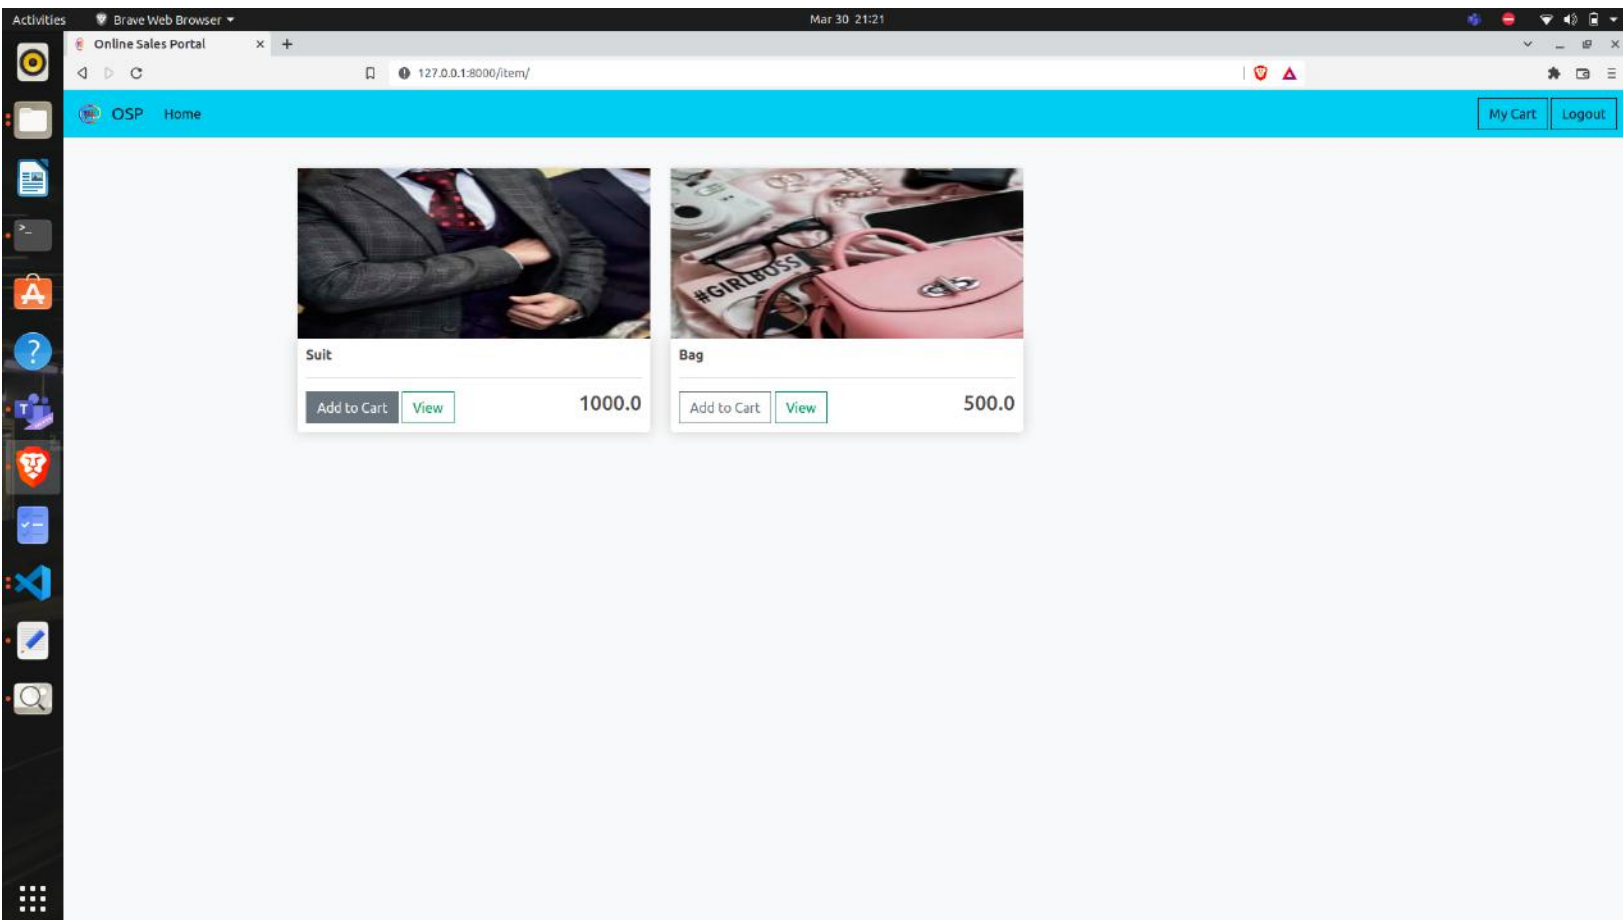 Activities Brave Web Browser Mar 30 21:21
Online Sales Portal
127.0.0.1:8000/item/
OSP Home My Cart Logout
#GIRLBOSS
Suit
Add to Cart View 1000.0
Bag
Add to Cart View 500.0